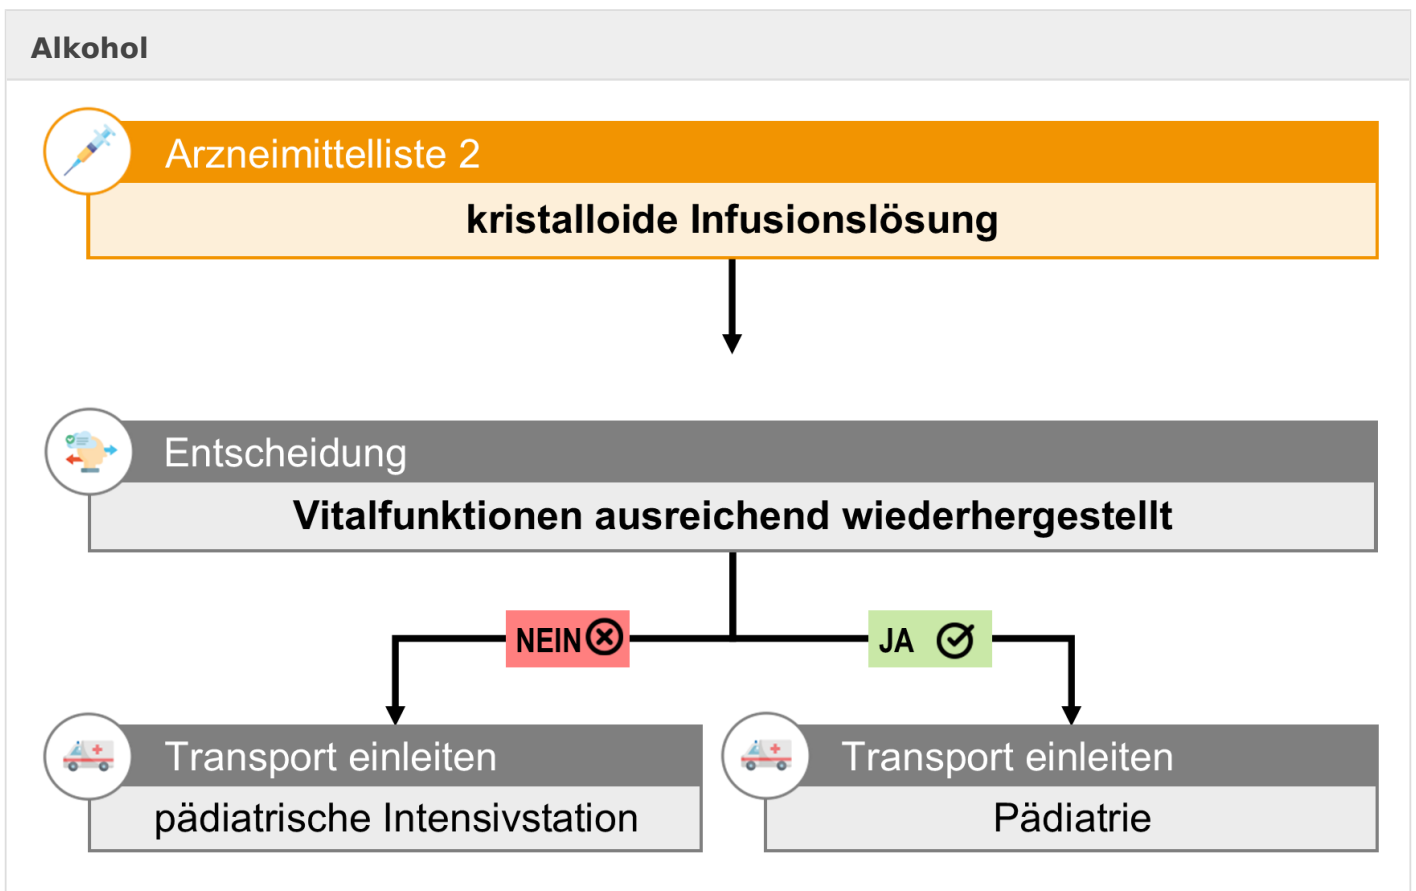 Alkohol
Arzneimittelliste 2
kristalloide Infusionslösung
Entscheidung
Vitalfunktionen ausreichend wiederhergestellt
NEIN
JA
Transport einleiten
pädiatrische Intensivstation
Transport einleiten
Pädiatrie